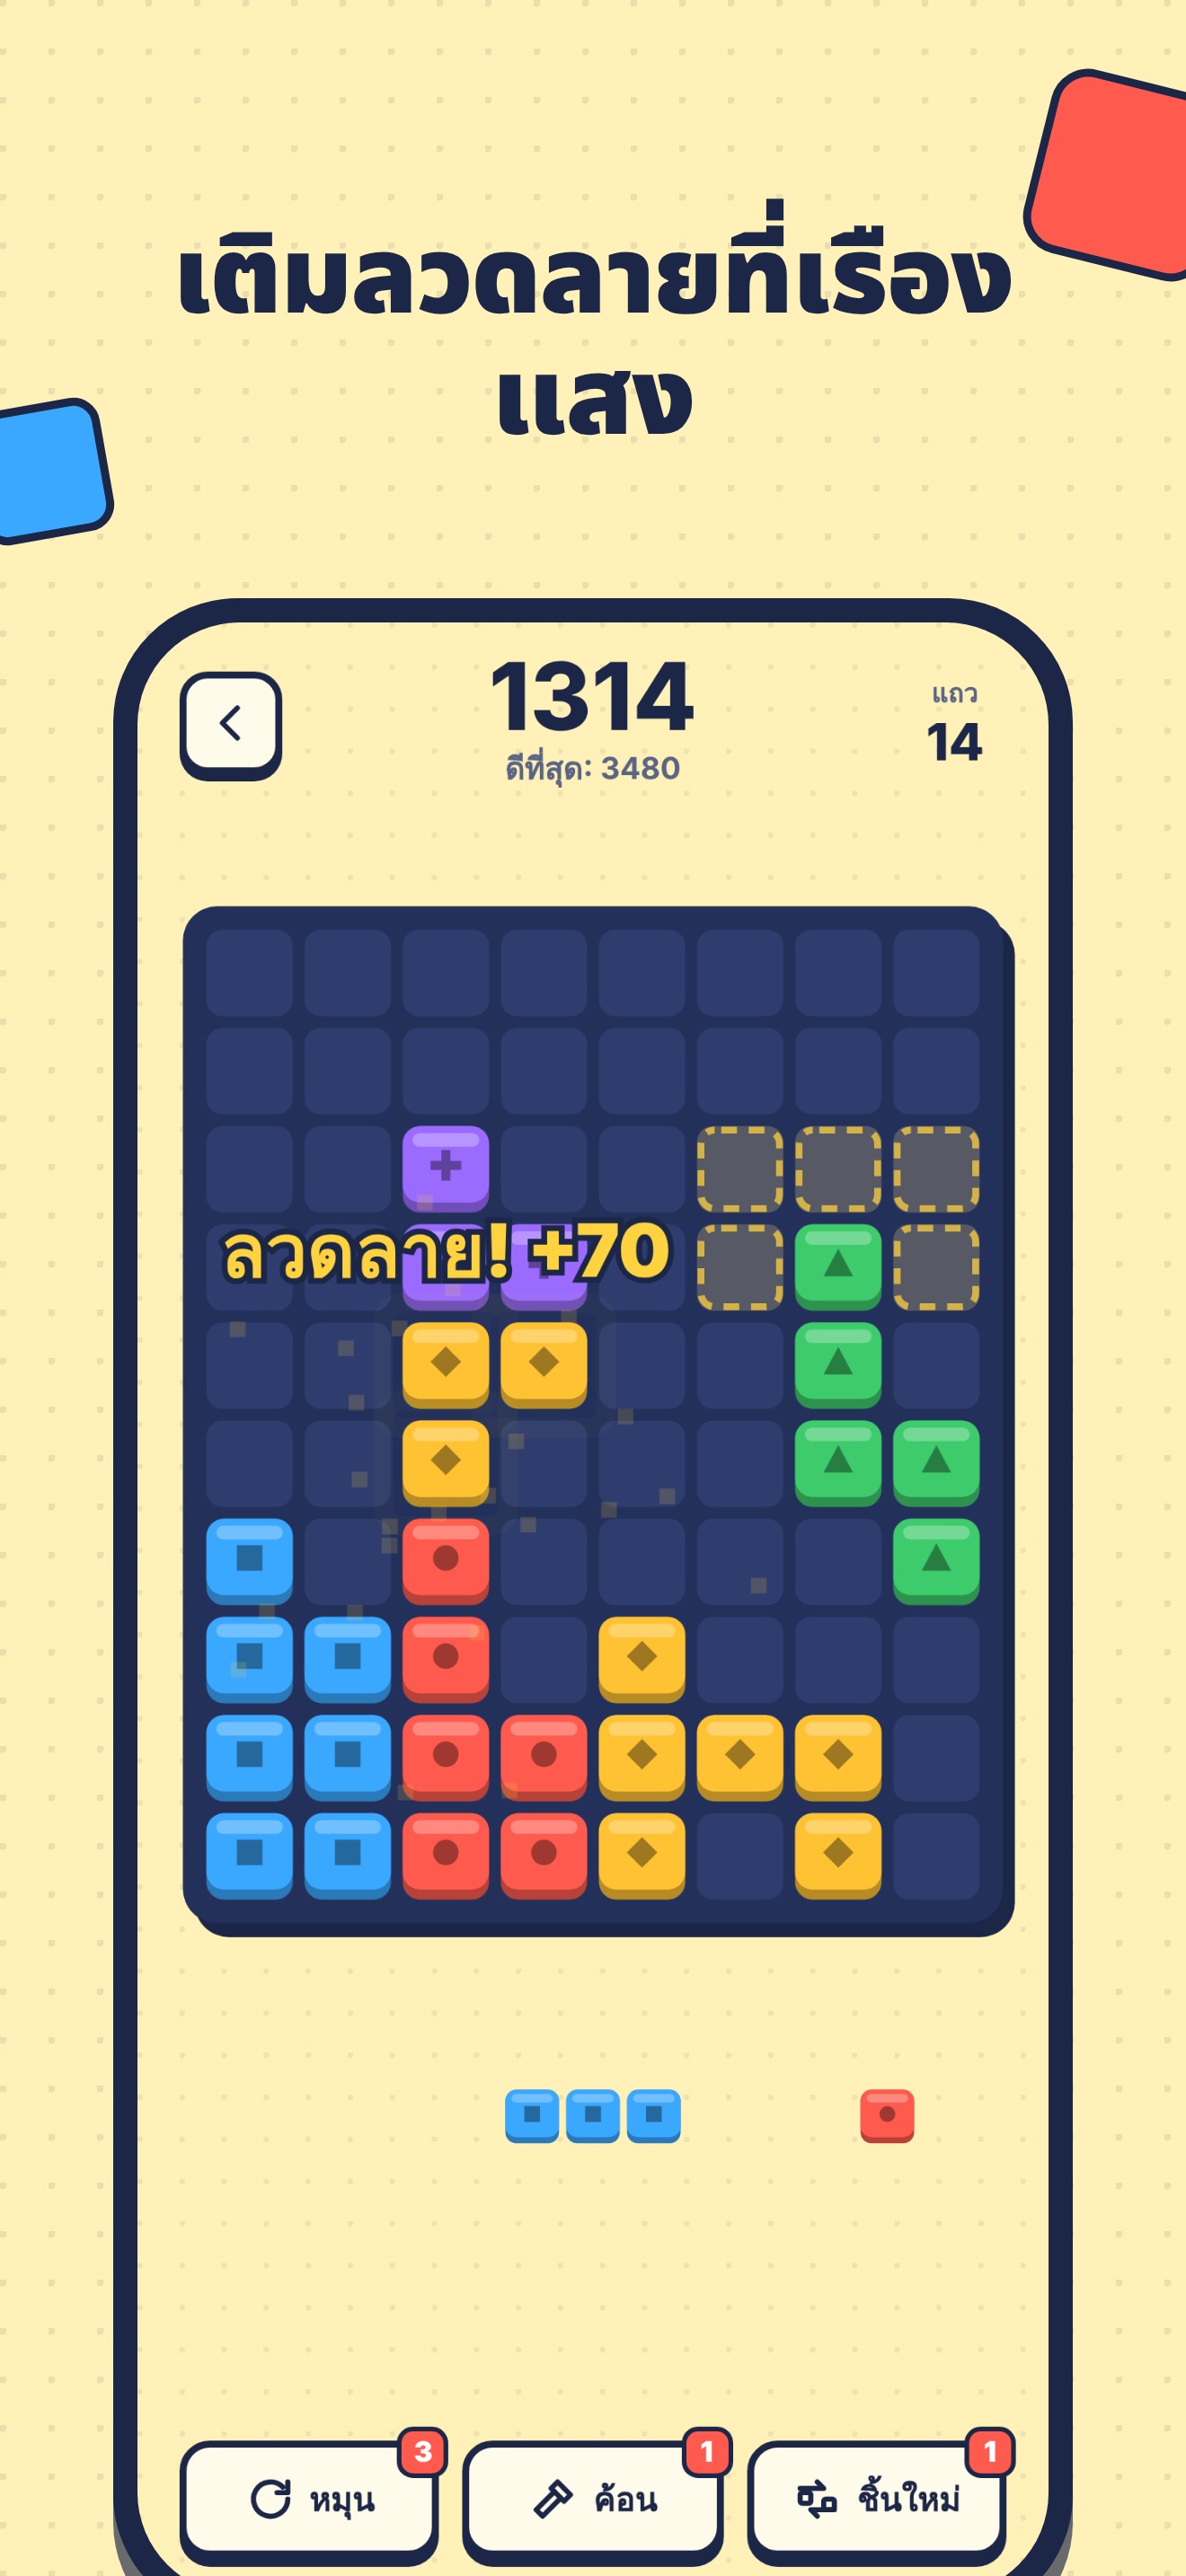 เติมลวดลายที่เรือง
แสง
1314
ดีที่สุด: 3480
แถว
14
ลวดลาย! +70
3
หมุน
1
ค้อน
1
ชิ้นใหม่